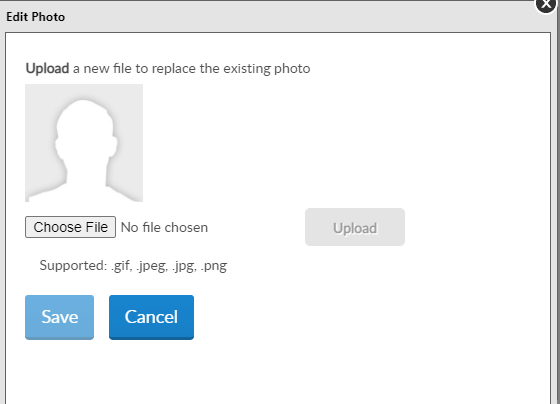 Edit Photo
Upload a new file to replace the existing photo
Choose File No file chosen Upload
Supported: .gif, .jpeg, .jpg, .png
Save Cancel